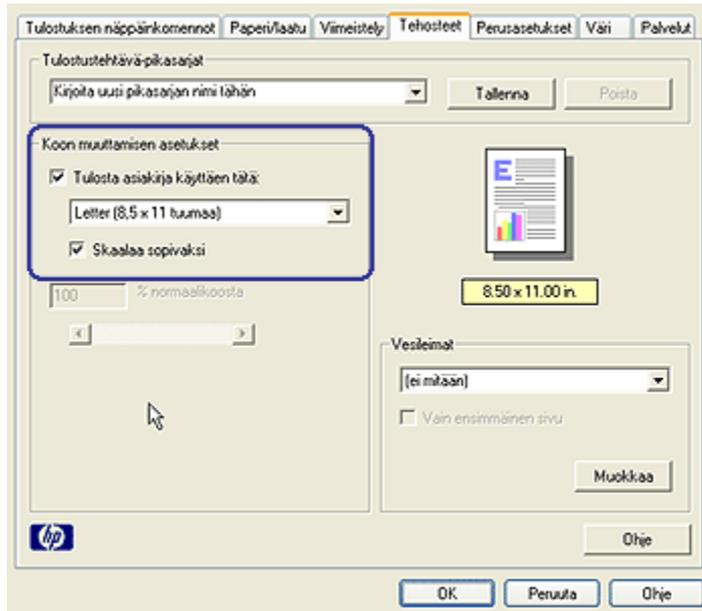 Tulostuksen näppäinkomennot Paperi/laatu Viimeistely Tehosteet Perusasetukset Väri Palvelut
Tulostustehtävä-pikasarjat
Kirjoita uusi pikasarjan nimi tähän
Tallenna
Poista
Koon muuttamisen asetukset
Tulosta asiakirja käyttäen tätä:
Letter (8,5 x 11 tuumaa)
Skaalaa sopivaksi
100 % normaalikoosta
E
8.50 x 11.00 in.
Vesileimat
(ei mitään)
Vain ensimmäinen sivu
Muokkaa
hp
Ohje
OK Peruuta Ohje